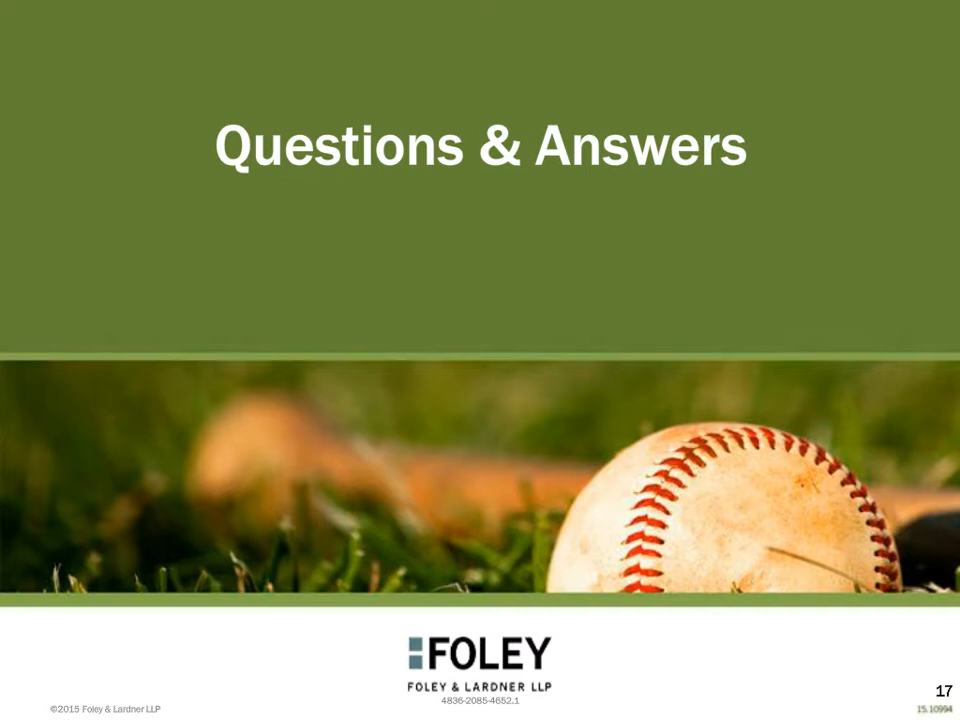 Questions & Answers
FOLEY
FOLEY & LARDNER LLP
4836-2085-4652.1
17
©2015 Foley & Lardner LLP
15.10994